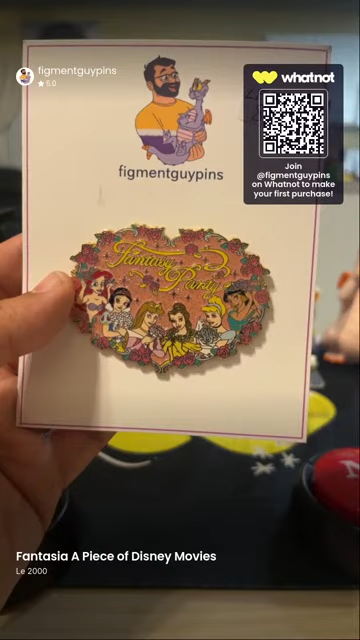 figmentguypins
5.0
whatnot
Join
@figmentguypins
on Whatnot to make
your first purchase!
figmentguypins
Fantasy
Party
Fantasia A Piece of Disney Movies
Le 2000